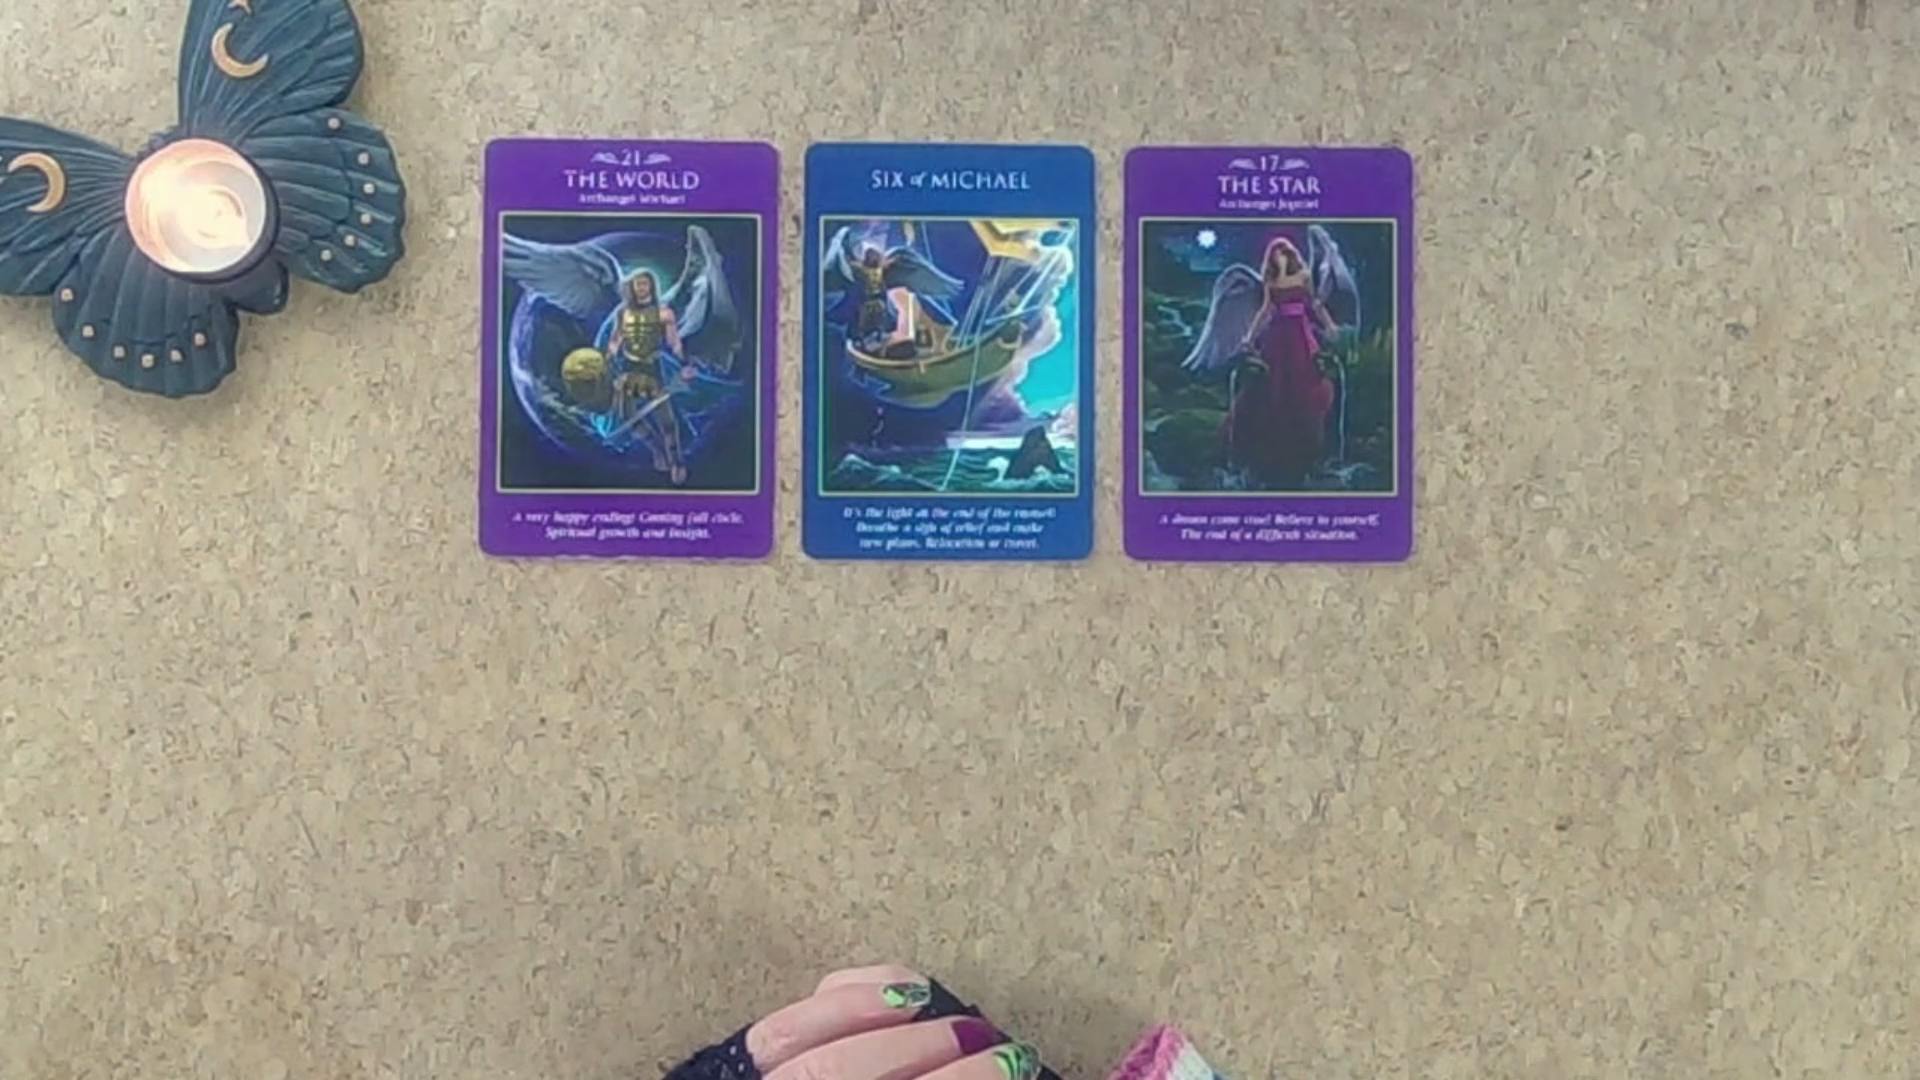 21
THE WORLD
Archangel Michael
A very happy ending! Coming full circle.
Spiritual growth and insight.
SIX of MICHAEL
It's the light at the end of the tunnel!
Breathe a sigh of relief and make
new plans. Relocation or travel.
17
THE STAR
Archangel Jophiel
A dream come true! Believe in yourself.
The end of a difficult situation.